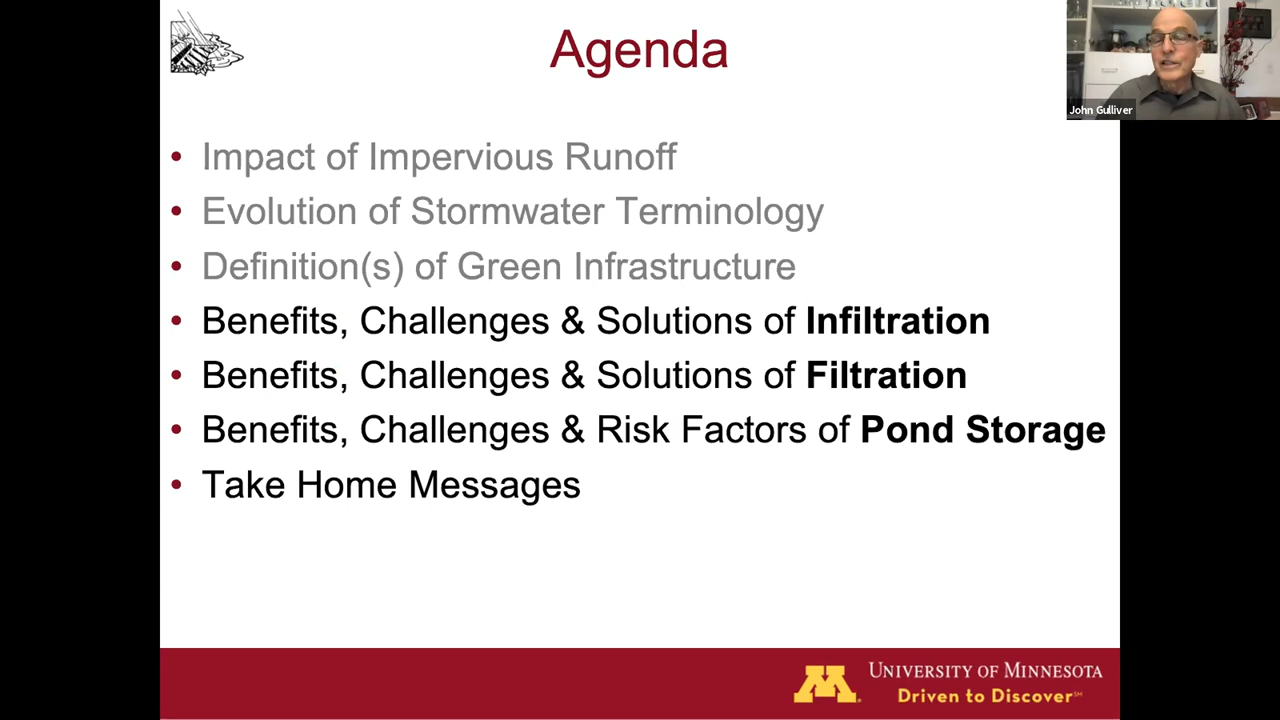 Agenda
John Gulliver
• Impact of Impervious Runoff
• Evolution of Stormwater Terminology
• Definition(s) of Green Infrastructure
• Benefits, Challenges & Solutions of Infiltration
• Benefits, Challenges & Solutions of Filtration
• Benefits, Challenges & Risk Factors of Pond Storage
• Take Home Messages
M
UNIVERSITY OF MINNESOTA
Driven to Discover℠